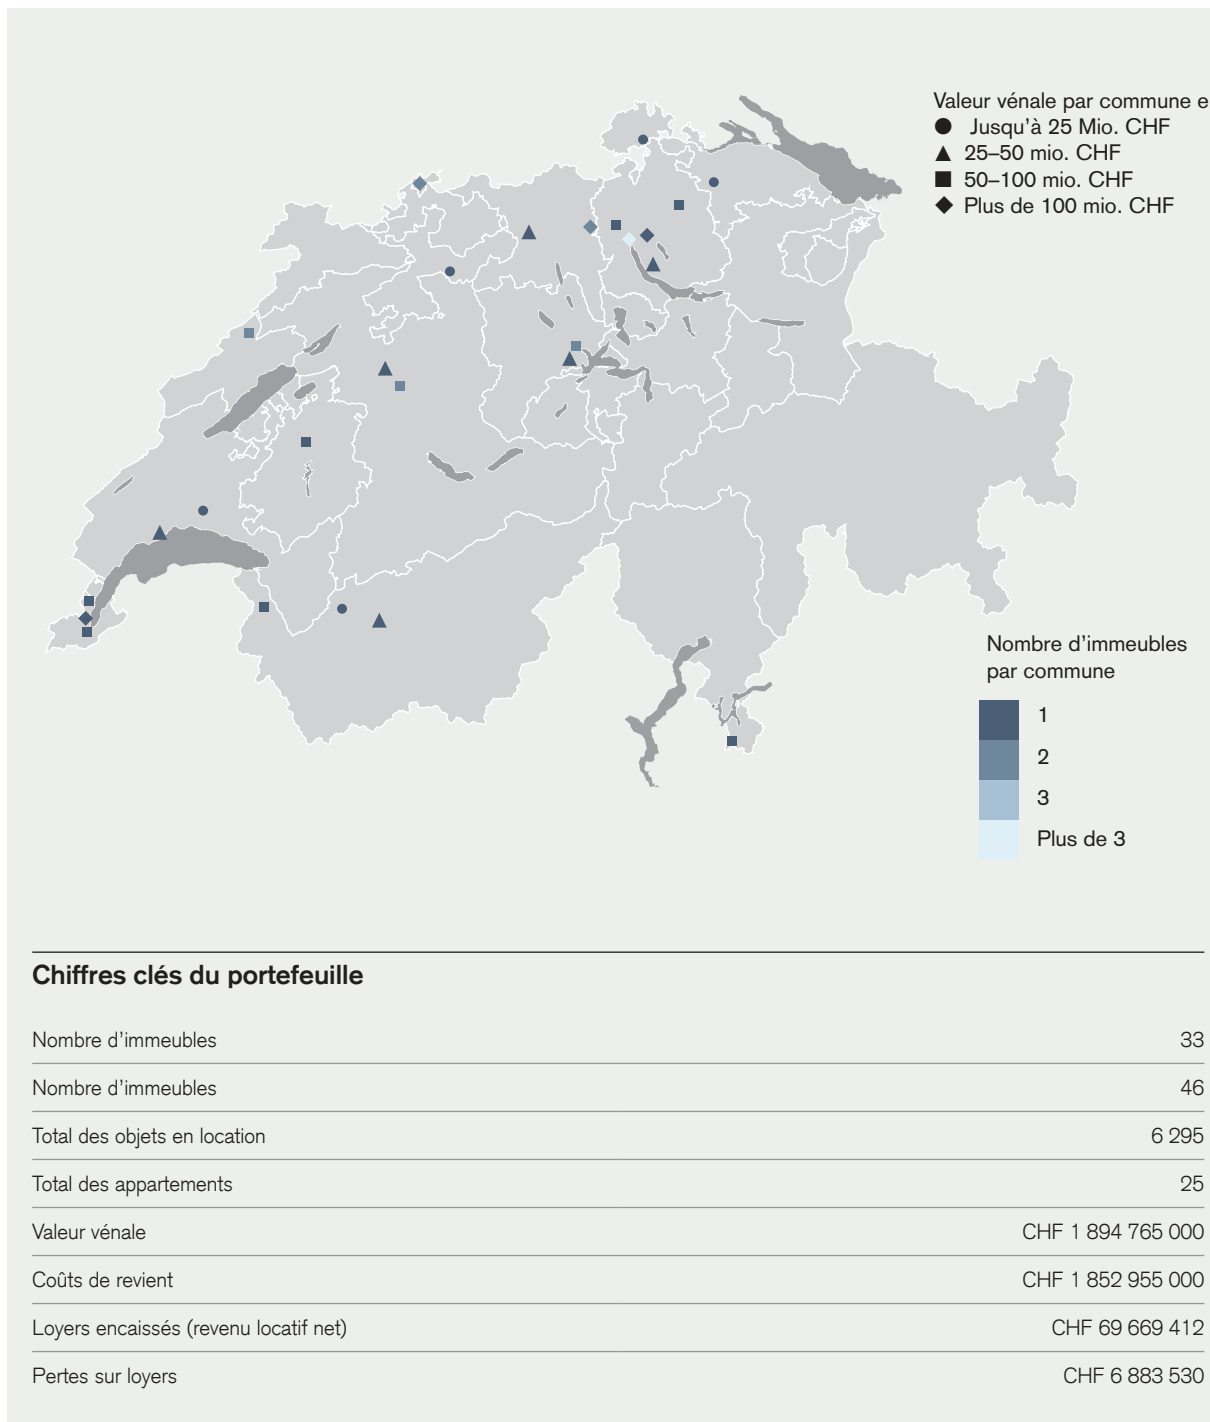 Valeur vénale par commune e
Jusqu'à 25 Mio. CHF
25–50 mio. CHF
50–100 mio. CHF
Plus de 100 mio. CHF
Nombre d'immeubles
par commune
1
2
3
Plus de 3
Chiffres clés du portefeuille
Nombre d'immeubles 33
Nombre d'immeubles 46
Total des objets en location 6 295
Total des appartements 25
Valeur vénale CHF 1 894 765 000
Coûts de revient CHF 1 852 955 000
Loyers encaissés (revenu locatif net) CHF 69 669 412
Pertes sur loyers CHF 6 883 530